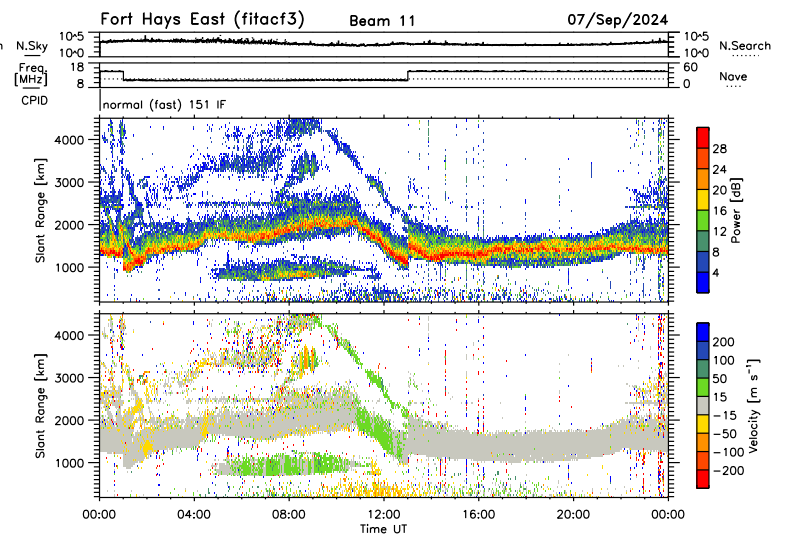 Fort Hays East (fitacf3) Beam 11 07/Sep/2024
n N.Sky 10^5 10^5 N.Search
10^0 10^0
Freq. 18 60 Nave
[MHz] 8 0
CPID normal (fast) 151 IF
4000
3000
2000
1000
Slant Range [km]
28
24
20
16
12
8
4
Power [dB]
4000
3000
2000
1000
Slant Range [km]
200
100
50
15
-15
-50
-100
-200
Velocity [m s⁻¹]
00:00 04:00 08:00 12:00 16:00 20:00 00:00
Time UT